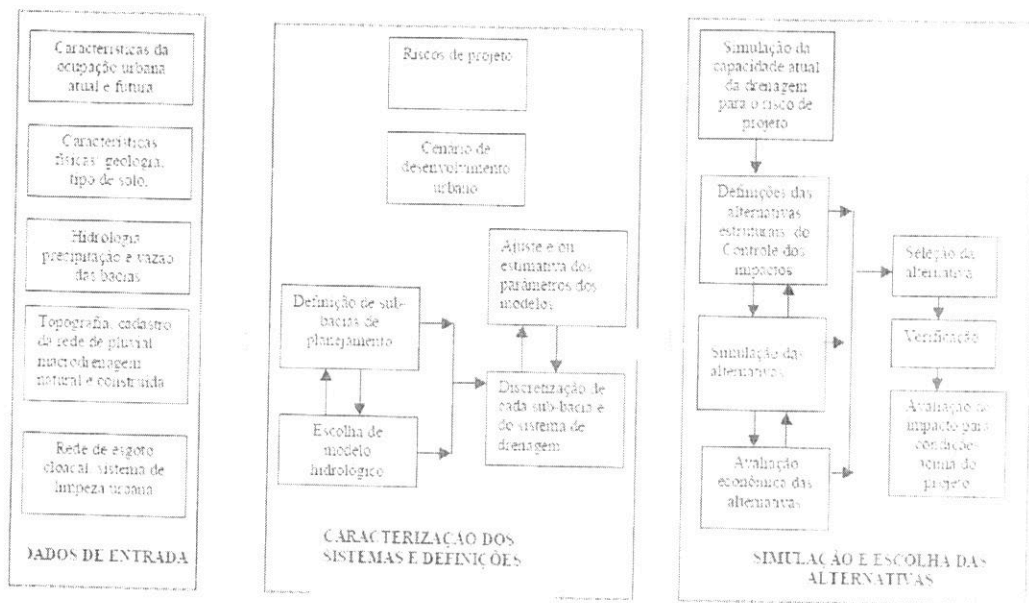 Características da
ocupação urbana
atual e futura
Características
físicas: geologia,
tipo de solo,
Hidrologia
precipitação e vazão
das bacias
Topografia, cadastro
da rede de pluvial
macrodrenagem
natural e construída
Rede de esgoto
cloacal, sistema de
limpeza urbana
DADOS DE ENTRADA
Riscos de projeto
Cenário de
desenvolvimento
urbano
Ajuste e ou
estimativa dos
parâmetros dos
modelos
Definição de sub-
bacias de
planejamento
Escolha de
modelo
hidrológico
Discretização de
cada sub-bacia e
do sistema de
drenagem
CARACTERIZAÇÃO DOS
SISTEMAS E DEFINIÇÕES
Simulação da
capacidade atual
da drenagem
para o risco de
projeto
Definições das
alternativas
estruturais do
Controle dos
impactos
Simulação das
alternativas
Avaliação
econômica das
alternativas
Seleção da
alternativa
Verificação
Avaliação do
impacto para
condição
acima do
projeto
SIMULAÇÃO E ESCOLHA DAS
ALTERNATIVAS